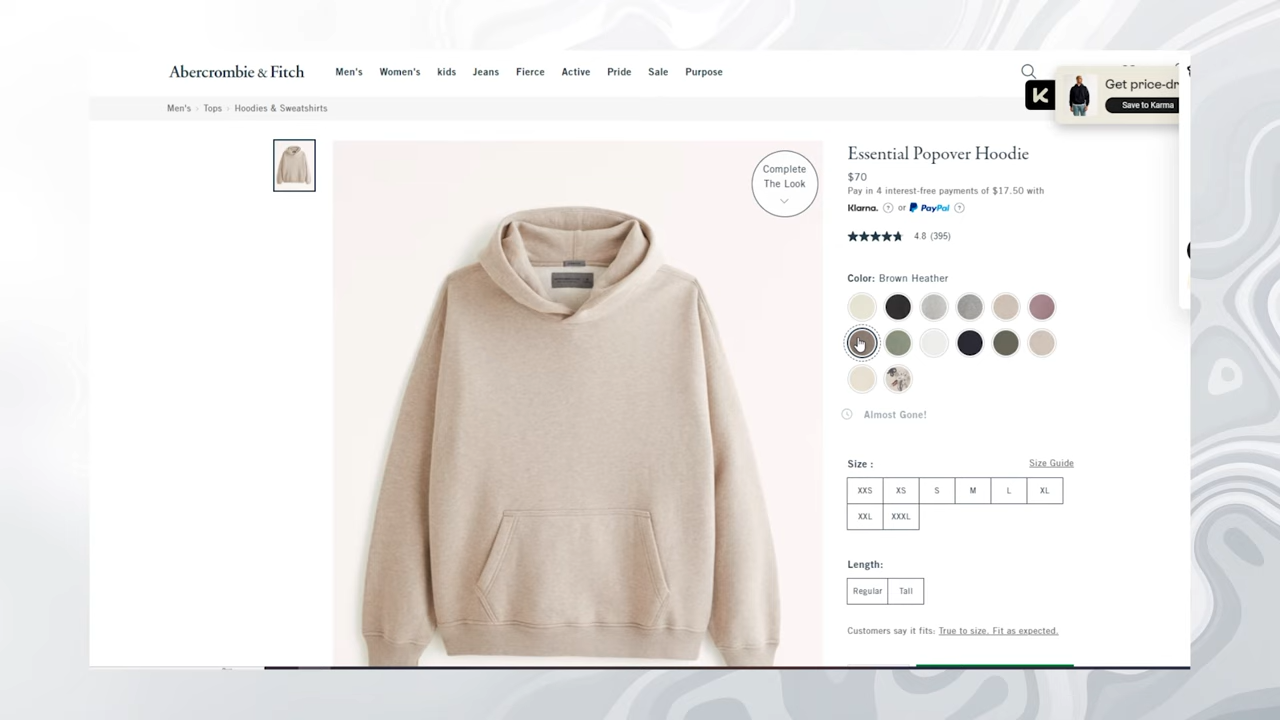 Abercrombie & Fitch
Men's Women's kids Jeans Fierce Active Pride Sale Purpose
Get price-dr
Save to Karma
Men's Tops Hoodies & Sweatshirts
Complete
The Look
Essential Popover Hoodie
$70
Pay in 4 interest-free payments of $17.50 with
Klarna. ? or PayPal ?
4.8 (395)
Color: Brown Heather
Almost Gone!
Size : Size Guide
XXS XS S M L XL
XXL XXXL
Length:
Regular Tall
Customers say it fits: True to size. Fit as expected.